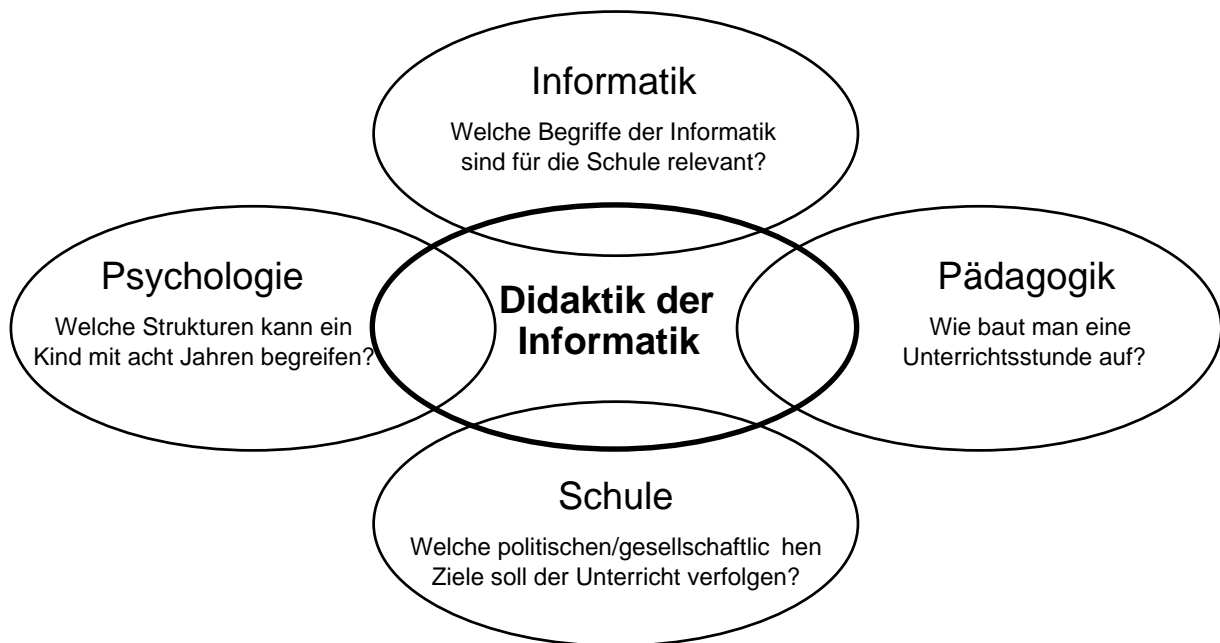 Informatik
Welche Begriffe der Informatik
sind für die Schule relevant?
Psychologie
Welche Strukturen kann ein
Kind mit acht Jahren begreifen?
Didaktik der
Informatik
Pädagogik
Wie baut man eine
Unterrichtsstunde auf?
Schule
Welche politischen/gesellschaftlic hen
Ziele soll der Unterricht verfolgen?